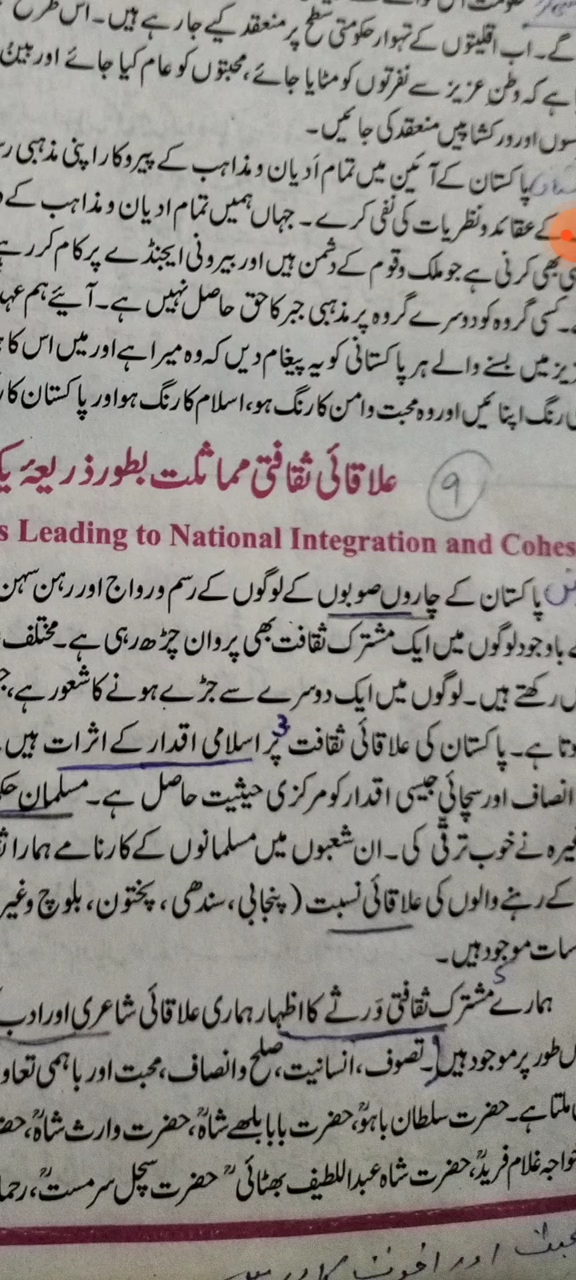 گے۔ اب اقلیتوں کے تہوار حکومتی سطح پر منعقد کیے جا رہے ہیں۔ اس طرح
ہے کہ وطنِ عزیز سے نفرتوں کو مٹایا جائے، محبتوں کو عام کیا جائے اور بین
اور ورکشاپس منعقد کی جائیں۔
پاکستان کے آئین میں تمام اَدیان و مذاہب کے پیروکار اپنی مذہبی
کے عقائد و نظریات کی نفی کرے۔ جہاں ہمیں تمام ادیان و مذاہب کے
بھی کرنی ہے جو ملک و قوم کے دشمن ہیں اور بیرونی ایجنڈے پر کام کر رہے
۔ کسی گروہ کو دوسرے گروہ پر مذہبی جبر کا حق حاصل نہیں ہے۔ آیئے ہم عہد
میں بسنے والے ہر پاکستانی کو یہ پیغام دیں کہ وہ میرا ہے اور میں اس کا
رنگ اپنائیں اور وہ محبت و امن کا رنگ ہو، اسلام کا رنگ ہو اور پاکستان کا
9 علاقائی ثقافتی مماثلت بطور ذریعۂ
s Leading to National Integration and Cohes
پاکستان کے چاروں صوبوں کے لوگوں کے رسم و رواج اور رہن سہن
باوجود لوگوں میں ایک مشترک ثقافت بھی پروان چڑھ رہی ہے۔ مختلف
رکھتے ہیں۔ لوگوں میں ایک دوسرے سے جڑے ہونے کا شعور ہے،
ہے۔ پاکستان کی علاقائی ثقافت پر اسلامی اقدار کے اثرات ہیں
3
انصاف اور سچائی جیسی اقدار کو مرکزی حیثیت حاصل ہے۔ مسلمان
نے خوب ترقی کی۔ ان شعبوں میں مسلمانوں کے کارنامے ہمارا
کے رہنے والوں کی علاقائی نسبت (پنجابی، سندھی، پختون، بلوچ وغیر
موجود ہیں۔
5
ہمارے مشترک ثقافتی وَرثے کا اظہار ہماری علاقائی شاعری اور ادب
طور پر موجود ہیں۔ تصوف، انسانیت، صلح و انصاف، محبت اور باہمی
ملتا ہے۔ حضرت سلطان باہوؒ، حضرت بابا بلھے شاہؒ، حضرت وارث شاہؒ،
غلام فریدؒ، حضرت شاہ عبداللطیف بھٹائیؒ حضرت سچل سرمستؒ،
اور